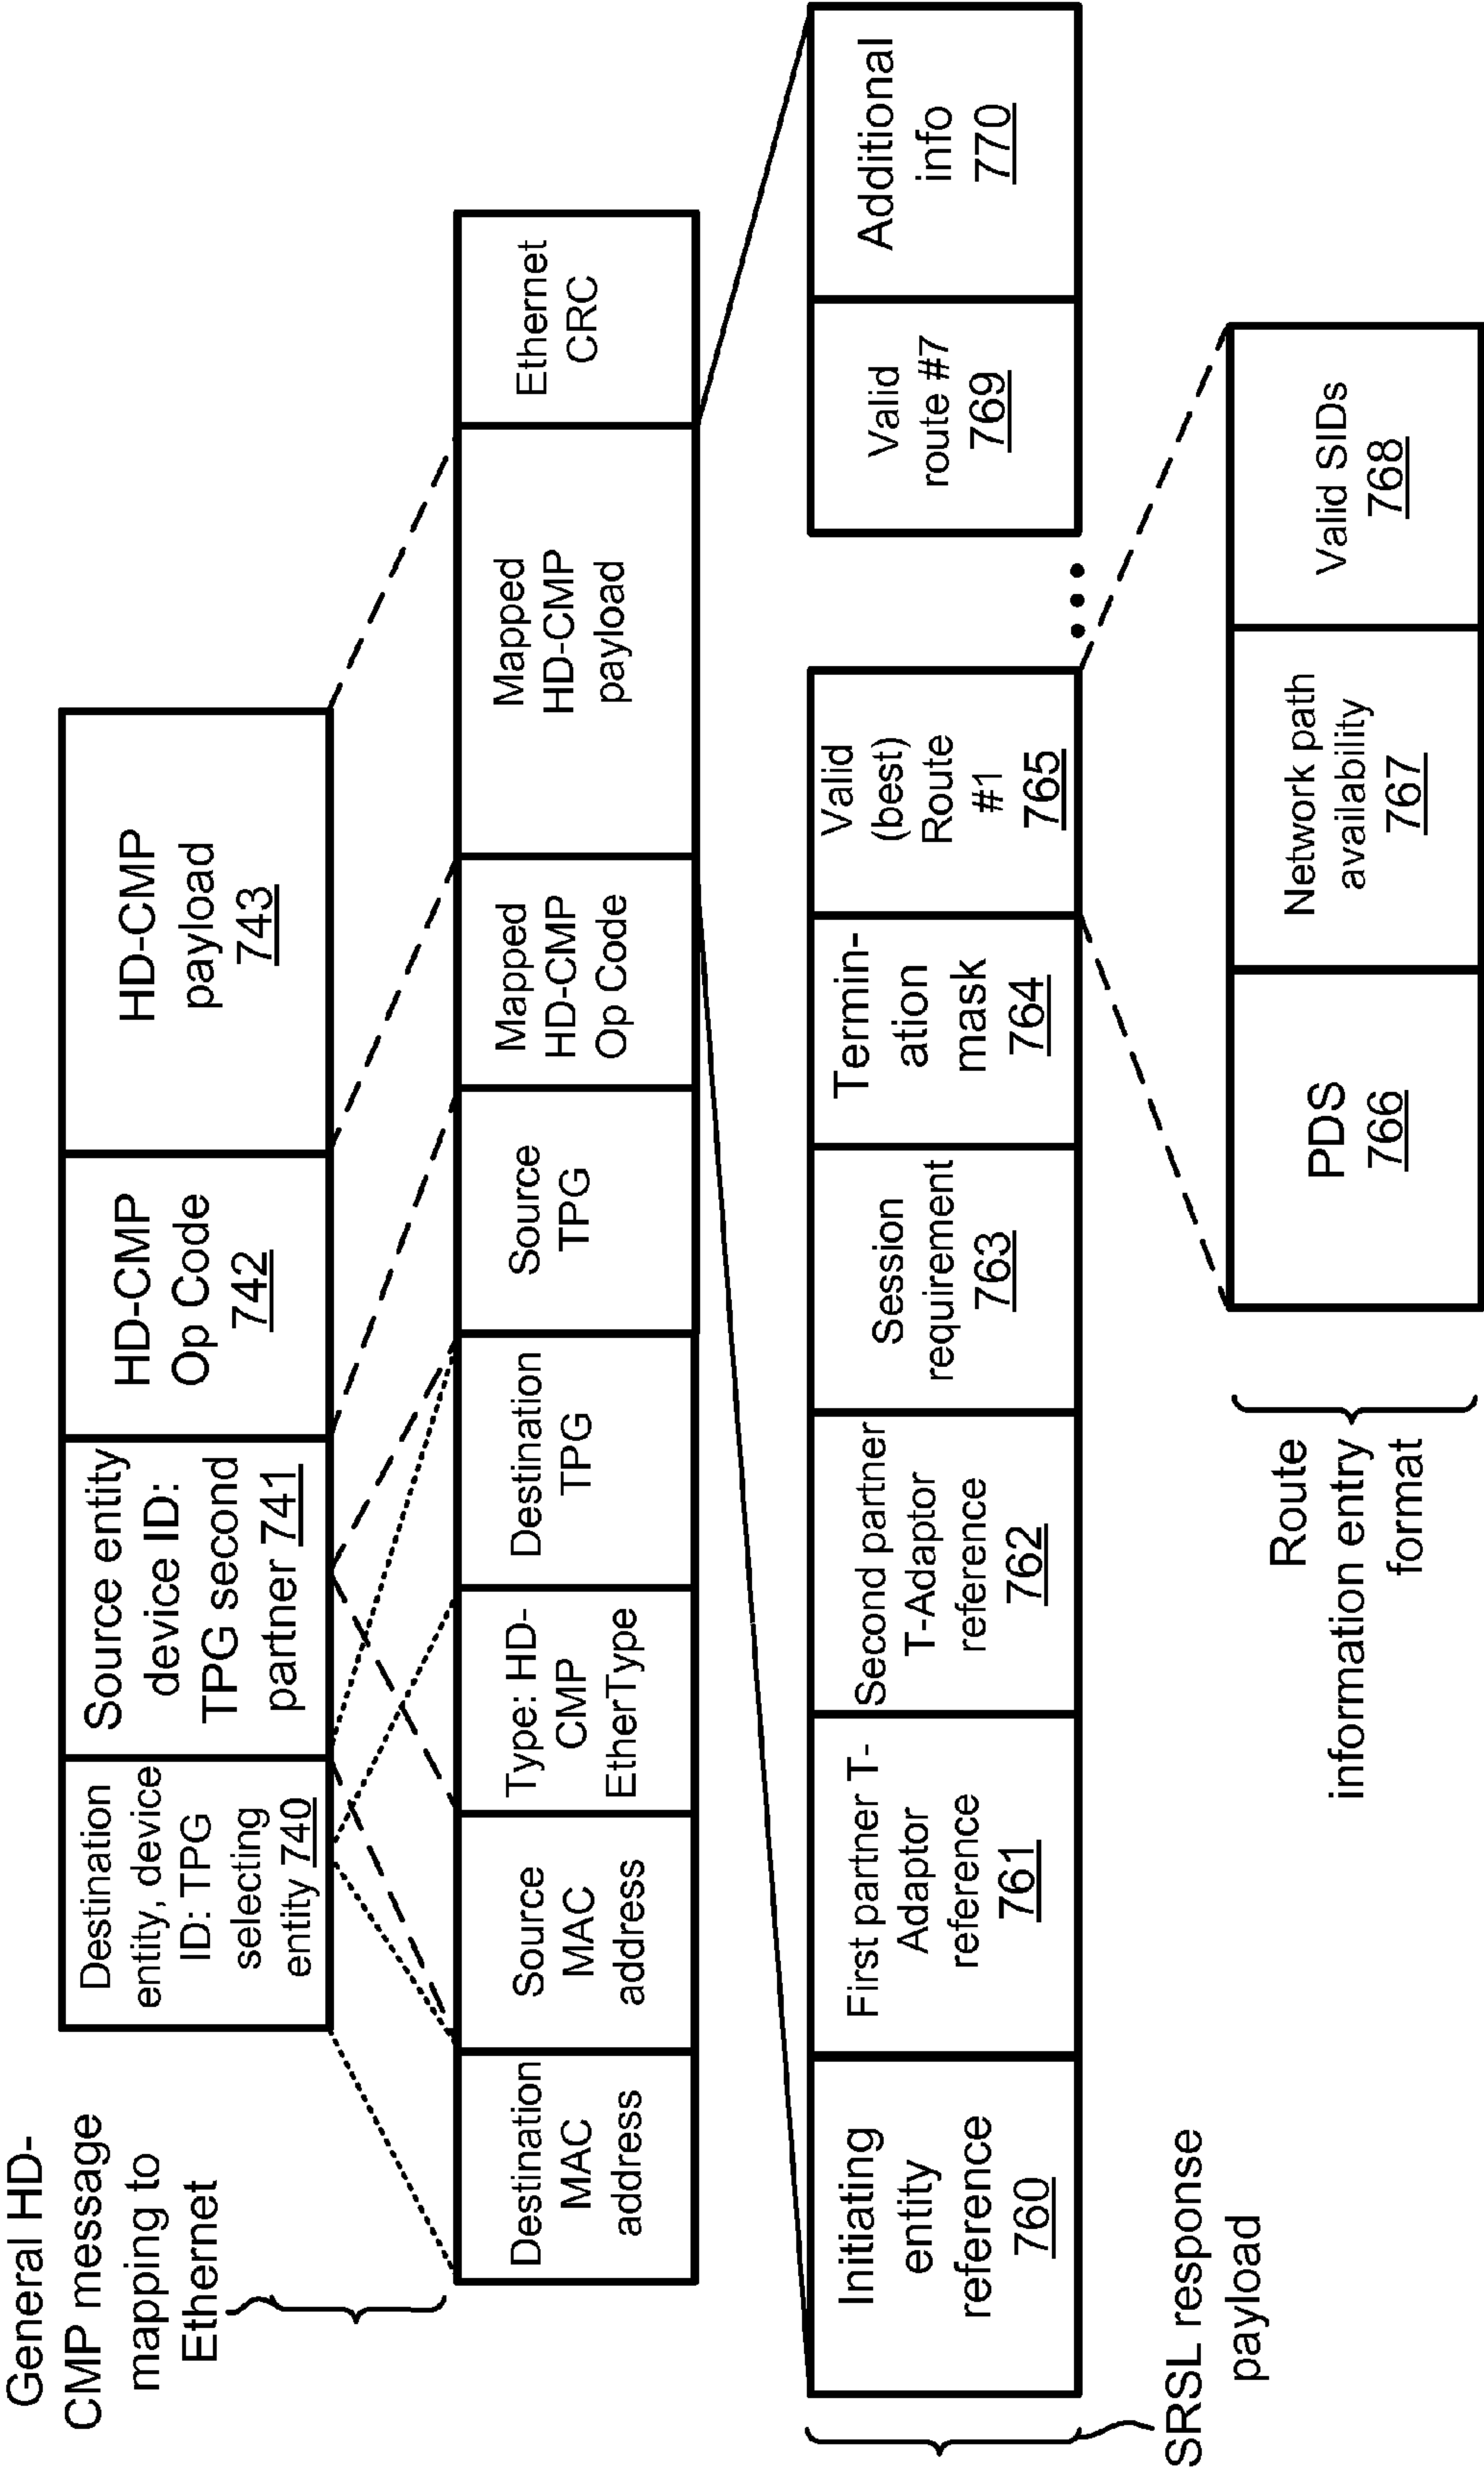 General HD-
CMP message
mapping to
Ethernet
Destination
entity, device
ID: TPG
selecting
entity 740
Source entity
device ID:
TPG second
partner 741
HD-CMP
Op Code
742
HD-CMP
payload
743
Destination
MAC
address
Source
MAC
address
Type: HD-
CMP
EtherType
Destination
TPG
Source
TPG
Mapped
HD-CMP
Op Code
Mapped
HD-CMP
payload
Ethernet
CRC
Initiating
entity
reference
760
First partner T-
Adaptor
reference
761
Second partner
T-Adaptor
reference
762
Session
requirement
763
Termin-
ation
mask
764
Valid
(best)
Route
#1
765
Valid
route #7
769
Additional
info
770
SRSL response
payload
Route
information entry
format
PDS
766
Network path
availability
767
Valid SIDs
768